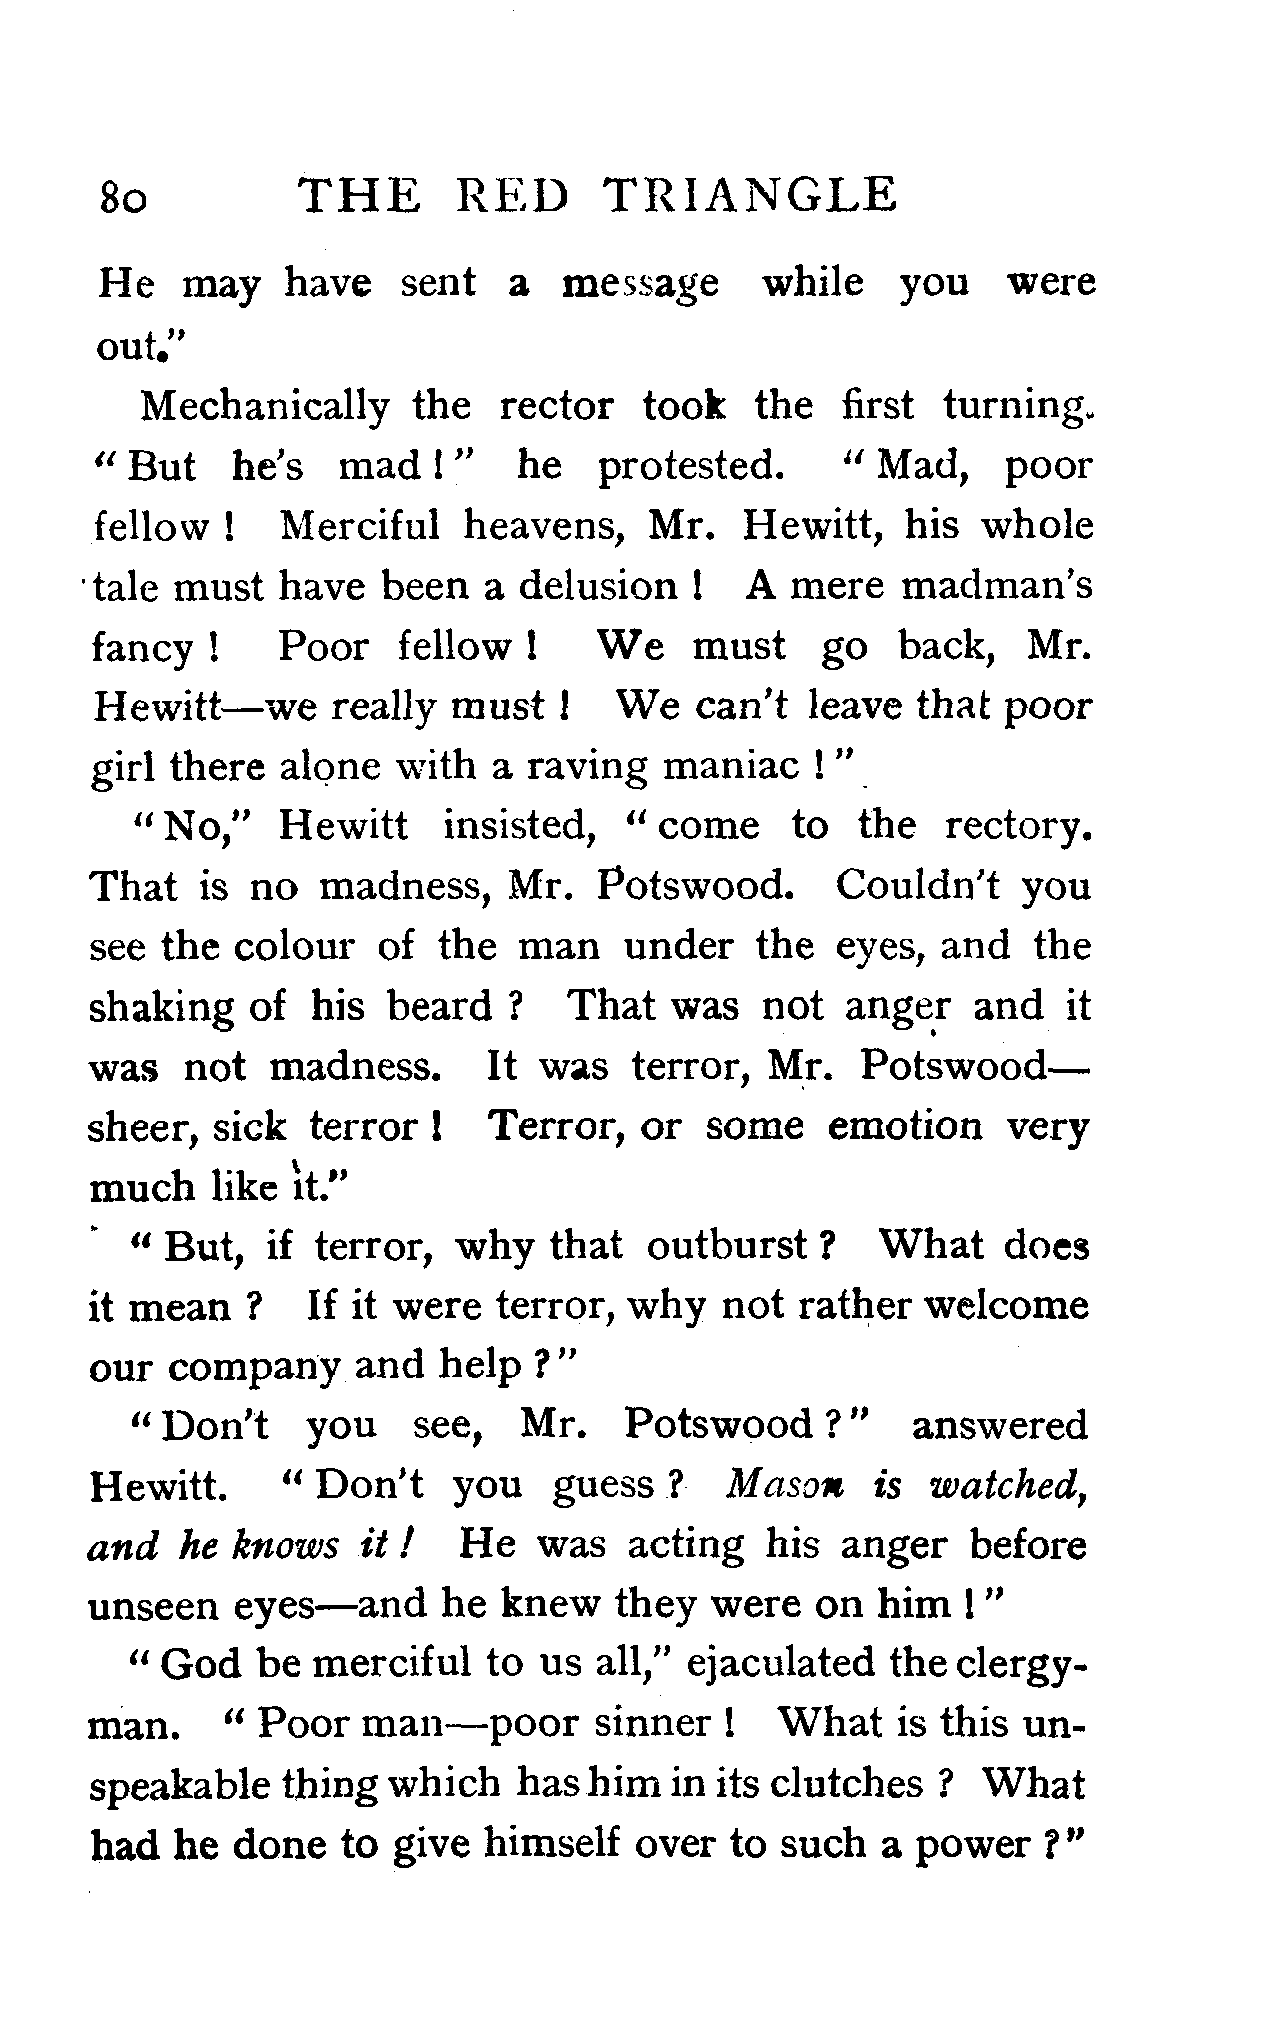 80 THE RED TRIANGLE
He may have sent a message while you were
out."
Mechanically the rector took the first turning.
"But he's mad!" he protested. "Mad, poor
fellow! Merciful heavens, Mr. Hewitt, his whole
tale must have been a delusion! A mere madman's
fancy! Poor fellow! We must go back, Mr.
Hewitt—we really must! We can't leave that poor
girl there alone with a raving maniac!"
"No," Hewitt insisted, "come to the rectory.
That is no madness, Mr. Potswood. Couldn't you
see the colour of the man under the eyes, and the
shaking of his beard? That was not anger and it
was not madness. It was terror, Mr. Potswood—
sheer, sick terror! Terror, or some emotion very
much like it."
"But, if terror, why that outburst? What does
it mean? If it were terror, why not rather welcome
our company and help?"
"Don't you see, Mr. Potswood?" answered
Hewitt. "Don't you guess? Mason is watched,
and he knows it! He was acting his anger before
unseen eyes—and he knew they were on him!"
"God be merciful to us all," ejaculated the clergy-
man. "Poor man—poor sinner! What is this un-
speakable thing which has him in its clutches? What
had he done to give himself over to such a power?"